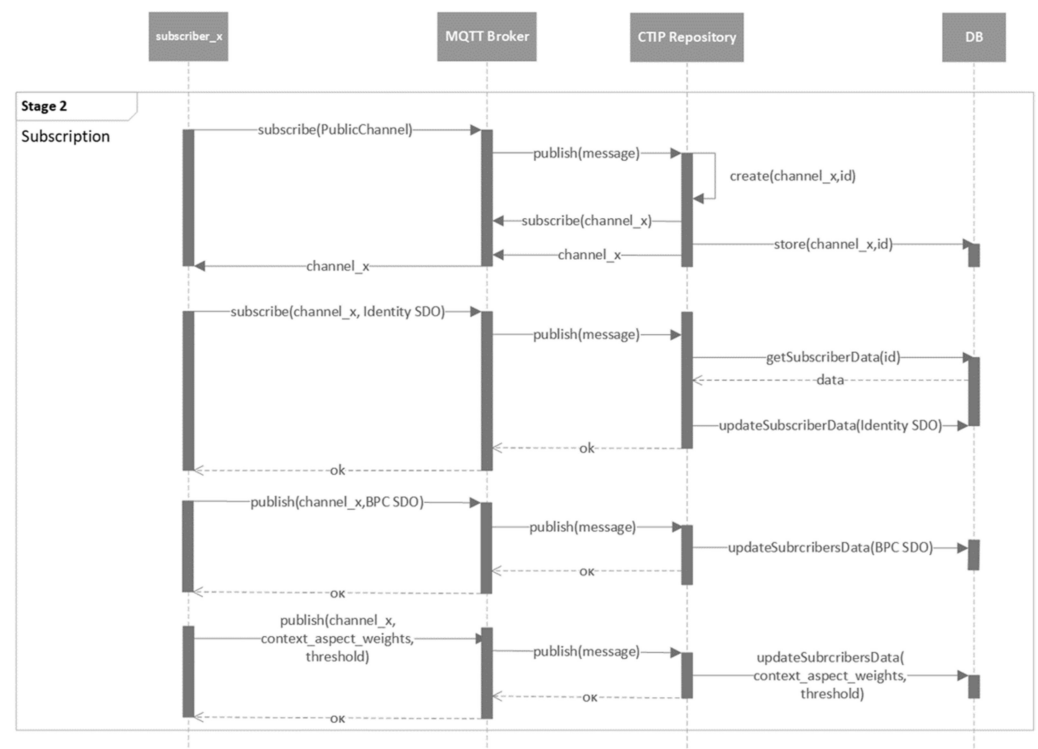 subscriber_x
MQTT Broker
CTIP Repository
DB
Stage 2
Subscription
subscribe(PublicChannel)
publish(message)
create(channel_x,id)
subscribe(channel_x)
store(channel_x,id)
channel_x
channel_x
subscribe(channel_x, Identity SDO)
publish(message)
getSubscriberData(id)
data
updateSubscriberData(Identity SDO)
ok
ok
publish(channel_x,BPC SDO)
publish(message)
updateSubrcribersData(BPC SDO)
ok
ok
publish(channel_x,
context_aspect_weights,
threshold)
publish(message)
updateSubrcribersData(
context_aspect_weights,
threshold)
ok
ok